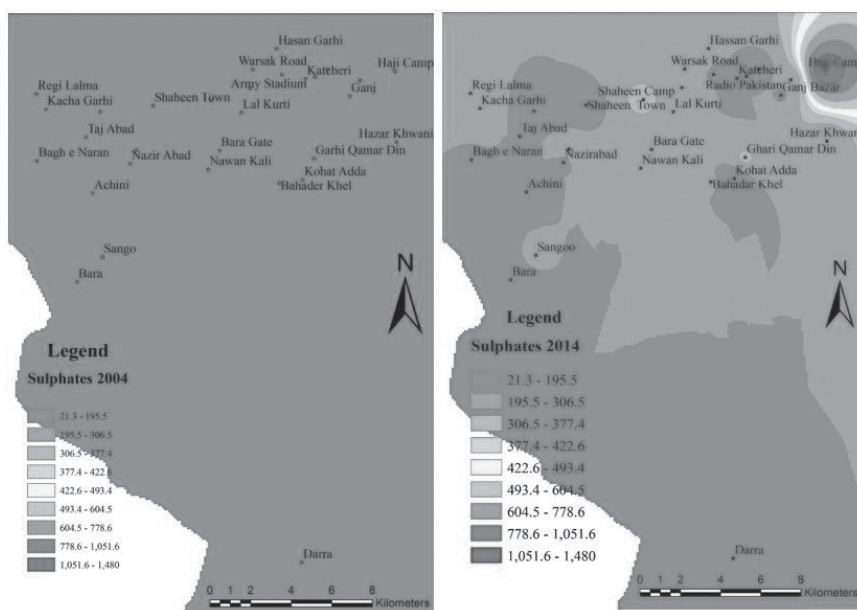 Hasan Garhi
Warsak Road
Haji Camp
Katcheri
Regi Lalma
Army Stadium
Ganj
Kacha Garhi
Shaheen Town
Lal Kurti
Taj Abad
Hazar Khwani
Bara Gate
Bagh e Naran
Nazir Abad
Garhi Qamar Din
Nawan Kali
Kohat Adda
Achini
Bahader Khel
Sango
Bara
N
Legend
Sulphates 2004
21.3 - 195.5
195.5 - 306.5
306.5 - 377.4
377.4 - 422.6
422.6 - 493.4
493.4 - 604.5
604.5 - 778.6
778.6 - 1,051.6
1,051.6 - 1,480
Darra
0 1 2 4 6 8
Kilometers
Hassan Garhi
Warsak Road
Haji Camp
Katcheri
Regi Lalma
Shaheen Camp
Radio Pakistan
Ganj Bazar
Kacha Garhi
Shaheen Town
Lal Kurti
Taj Abad
Hazar Khwani
Bara Gate
Bagh e Naran
Nazirabad
Ghari Qamar Din
Nawan Kali
Kohat Adda
Achini
Bahadar Khel
Sangoo
Bara
N
Legend
Sulphates 2014
21.3 - 195.5
195.5 - 306.5
306.5 - 377.4
377.4 - 422.6
422.6 - 493.4
493.4 - 604.5
604.5 - 778.6
778.6 - 1,051.6
1,051.6 - 1,480
Darra
0 1 2 4 6 8
Kilometers